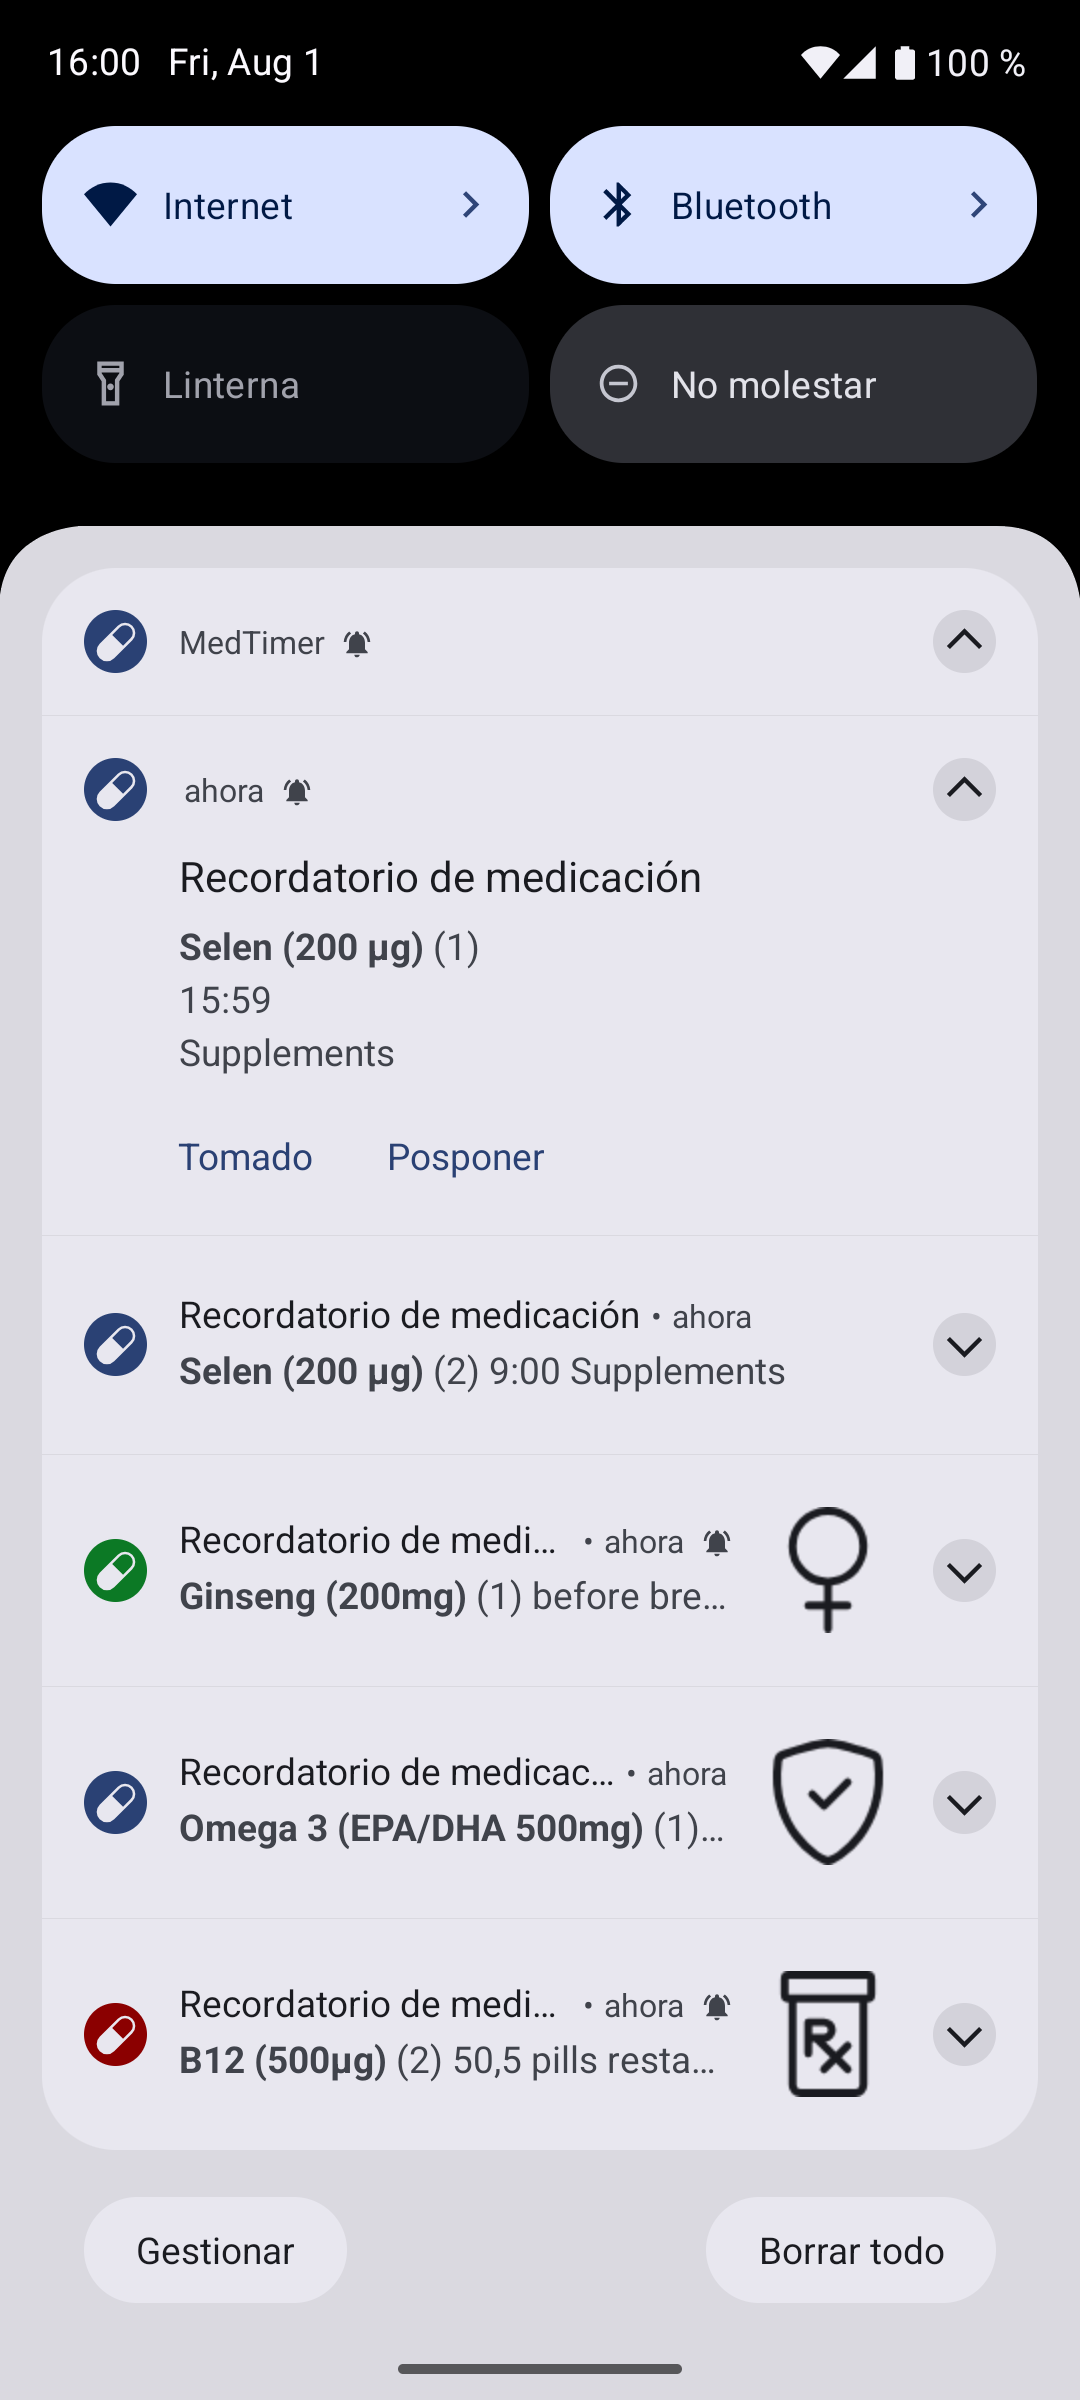 16:00 Fri, Aug 1 100 %
Internet
Bluetooth
Linterna
No molestar
MedTimer
ahora
Recordatorio de medicación
Selen (200 µg) (1)
15:59
Supplements
Tomado Posponer
Recordatorio de medicación • ahora
Selen (200 µg) (2) 9:00 Supplements
Recordatorio de medi… • ahora
Ginseng (200mg) (1) before bre…
Recordatorio de medicac… • ahora
Omega 3 (EPA/DHA 500mg) (1)…
Recordatorio de medi… • ahora
B12 (500µg) (2) 50,5 pills resta…
Rx
Gestionar
Borrar todo